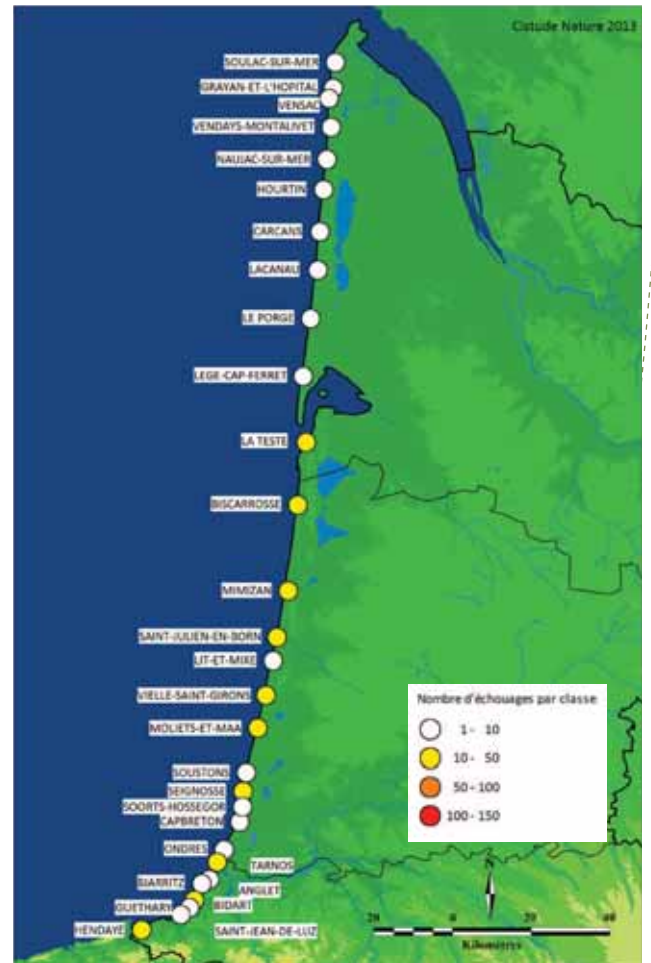 Cistude Nature 2013
SOULAC-SUR-MER
GRAYAN-ET-L'HOPITAL
VENSAC
VENDAYS-MONTALIVET
NAUJAC-SUR-MER
HOURTIN
CARCANS
LACANAU
LE PORGE
LEGE-CAP-FERRET
LA TESTE
BISCARROSSE
MIMIZAN
SAINT-JULIEN-EN-BORN
LIT-ET-MIXE
VIELLE-SAINT-GIRONS
MOLIETS-ET-MAA
Nombre d'échouages par classe
1 - 10
10 - 50
50 - 100
100 - 150
SOUSTONS
SEIGNOSSE
SOORTS-HOSSEGOR
CAPBRETON
ONDRES
TARNOS
BIARRITZ
ANGLET
GUETHARY
BIDART
HENDAYE
SAINT-JEAN-DE-LUZ
N
20 0 20 40
Kilomètres